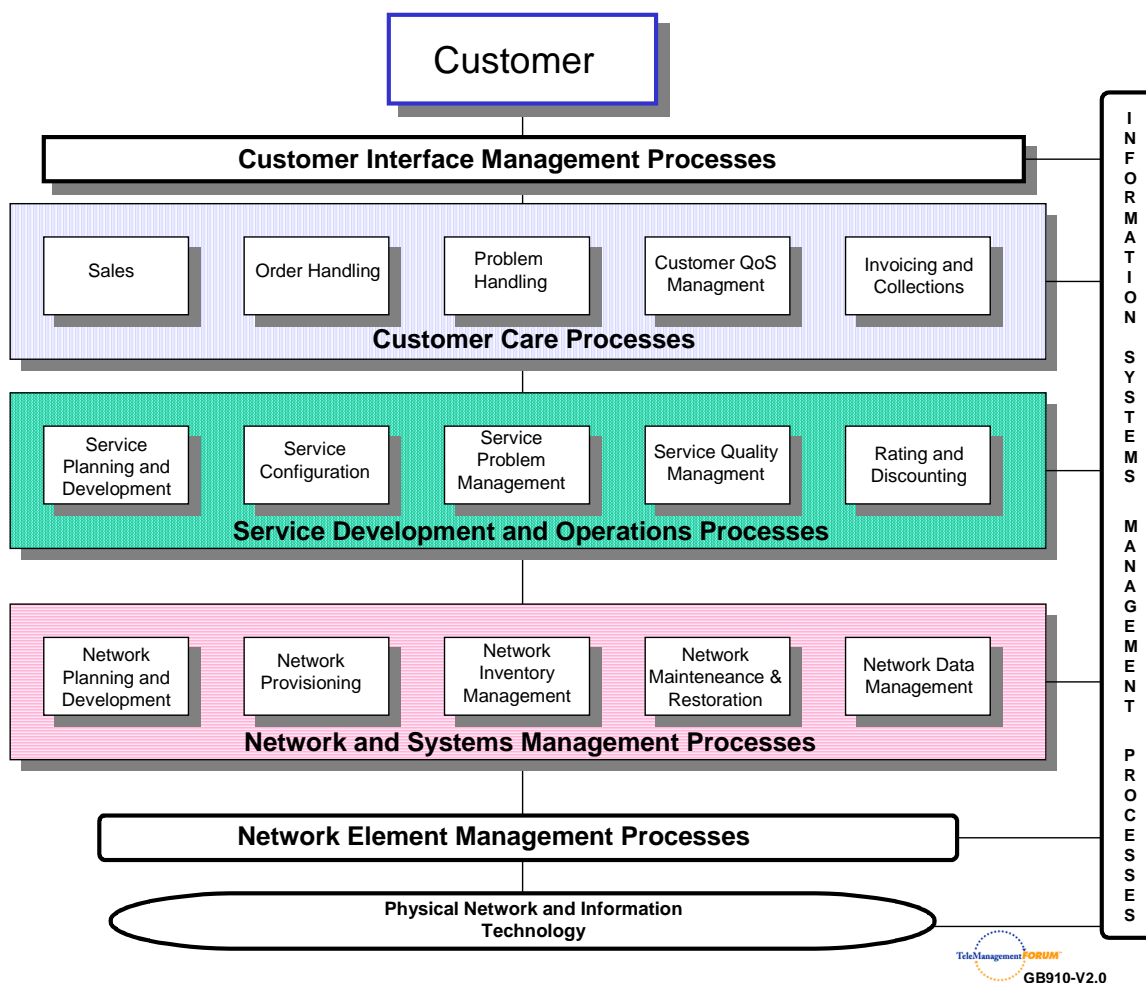 Customer
Customer Interface Management Processes
Sales
Order Handling
Problem
Handling
Customer QoS
Managment
Invoicing and
Collections
Customer Care Processes
Service
Planning and
Development
Service
Configuration
Service
Problem
Management
Service Quality
Managment
Rating and
Discounting
Service Development and Operations Processes
Network
Planning and
Development
Network
Provisioning
Network
Inventory
Management
Network
Mainteneance &
Restoration
Network Data
Management
Network and Systems Management Processes
Network Element Management Processes
Physical Network and Information
Technology
INFORMATION SYSTEMS MANAGEMENT PROCESSES
TeleManagement FORUM™
GB910-V2.0